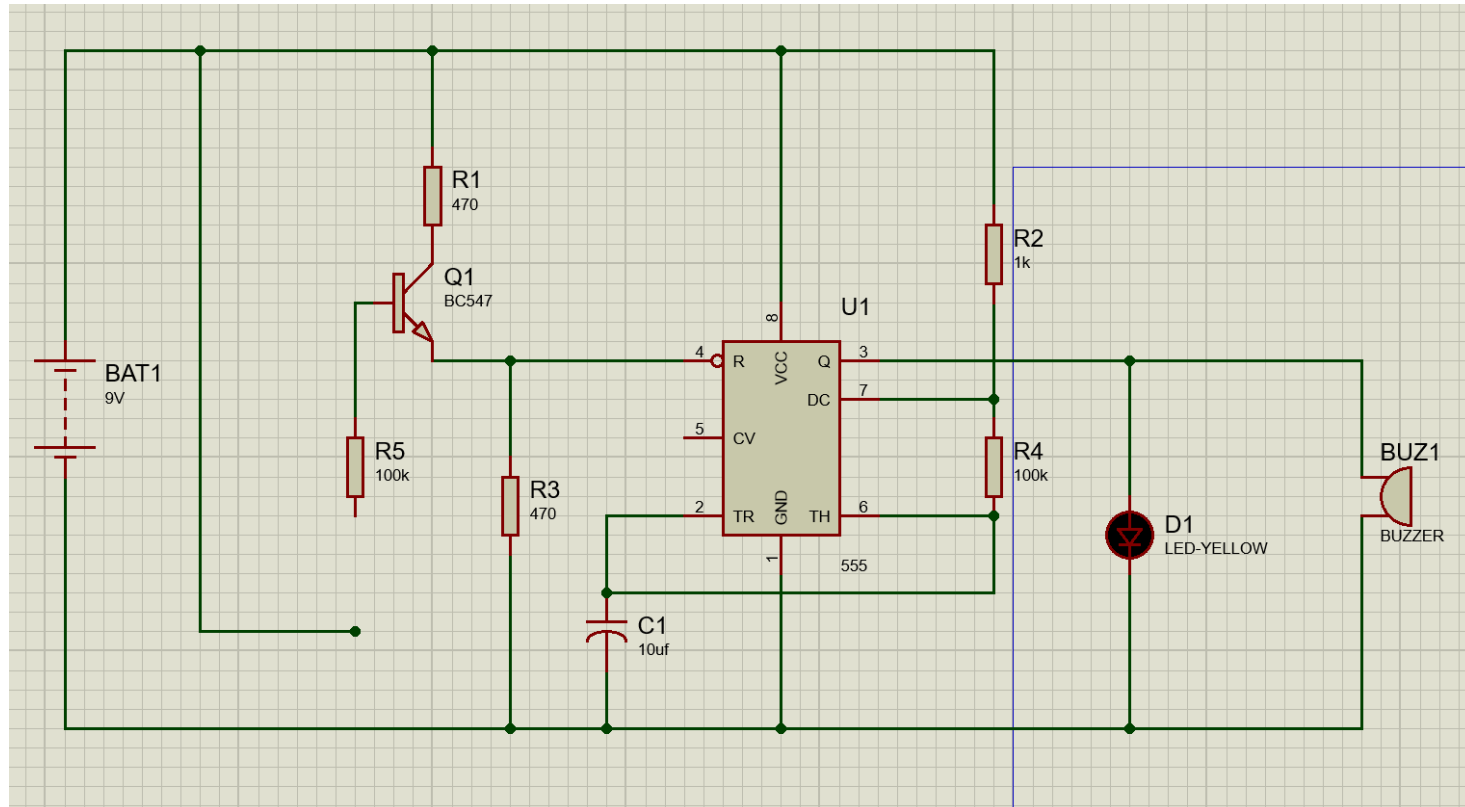 R1
470
Q1
BC547
BAT1
9V
R5
100k
R3
470
C1
10uf
U1
8
VCC
4
R
Q
3
DC
7
5
CV
2
TR
GND
TH
6
1
555
R2
1k
R4
100k
D1
LED-YELLOW
BUZ1
BUZZER